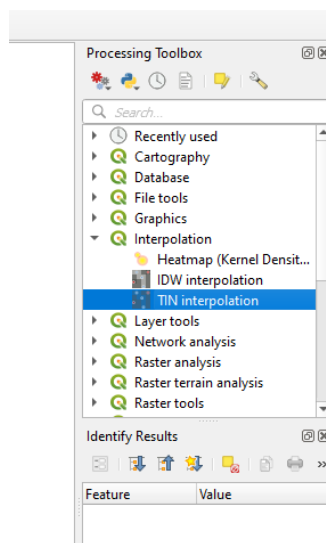 Processing Toolbox
Search...
Recently used
Cartography
Database
File tools
Graphics
Interpolation
Heatmap (Kernel Densit...
IDW interpolation
TIN interpolation
Layer tools
Network analysis
Raster analysis
Raster terrain analysis
Raster tools
Identify Results
Feature Value